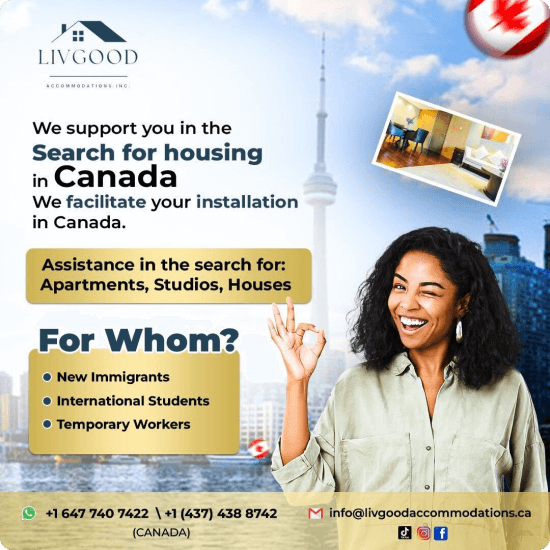 LIVGOOD
ACCOMMODATIONS INC.
We support you in the
Search for housing
in Canada
We facilitate your installation
in Canada.
Assistance in the search for:
Apartments, Studios, Houses
For Whom?
New Immigrants
International Students
Temporary Workers
+1 647 740 7422 \ +1 (437) 438 8742
(CANADA)
info@livgoodaccommodations.ca